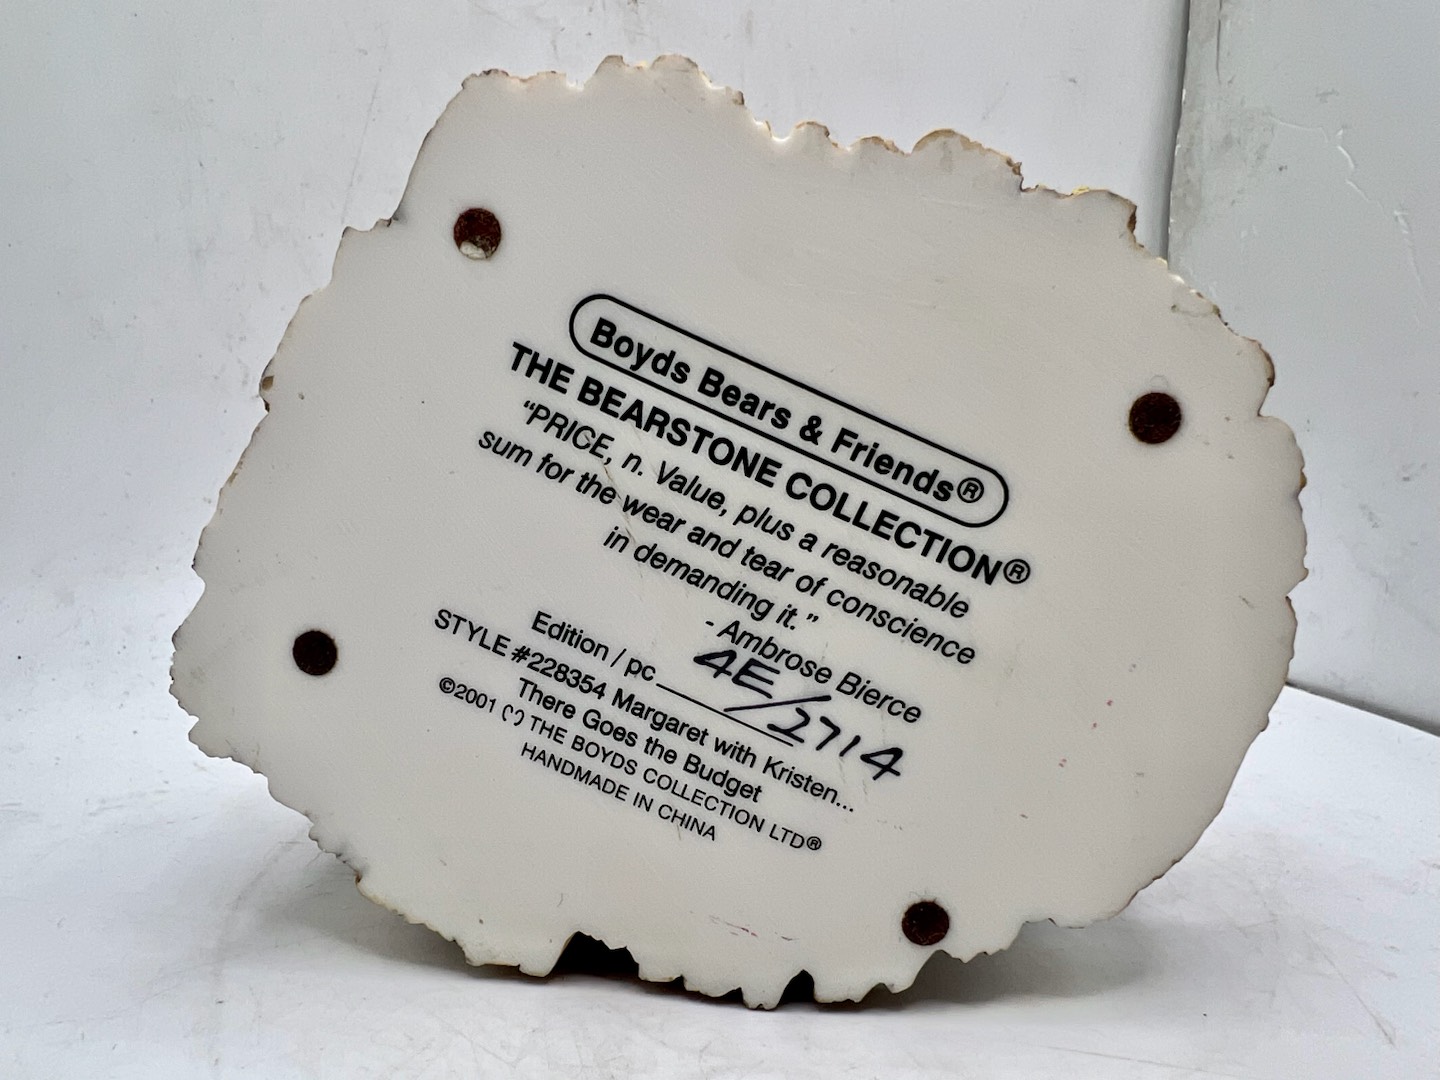 Boyds Bears & Friends®
THE BEARSTONE COLLECTION®
“PRICE, n. Value, plus a reasonable
sum for the wear and tear of conscience
in demanding it.”
- Ambrose Bierce
Edition / pc 4E/2714
STYLE #228354 Margaret with Kristen...
There Goes the Budget
©2001 THE BOYDS COLLECTION LTD®
HANDMADE IN CHINA